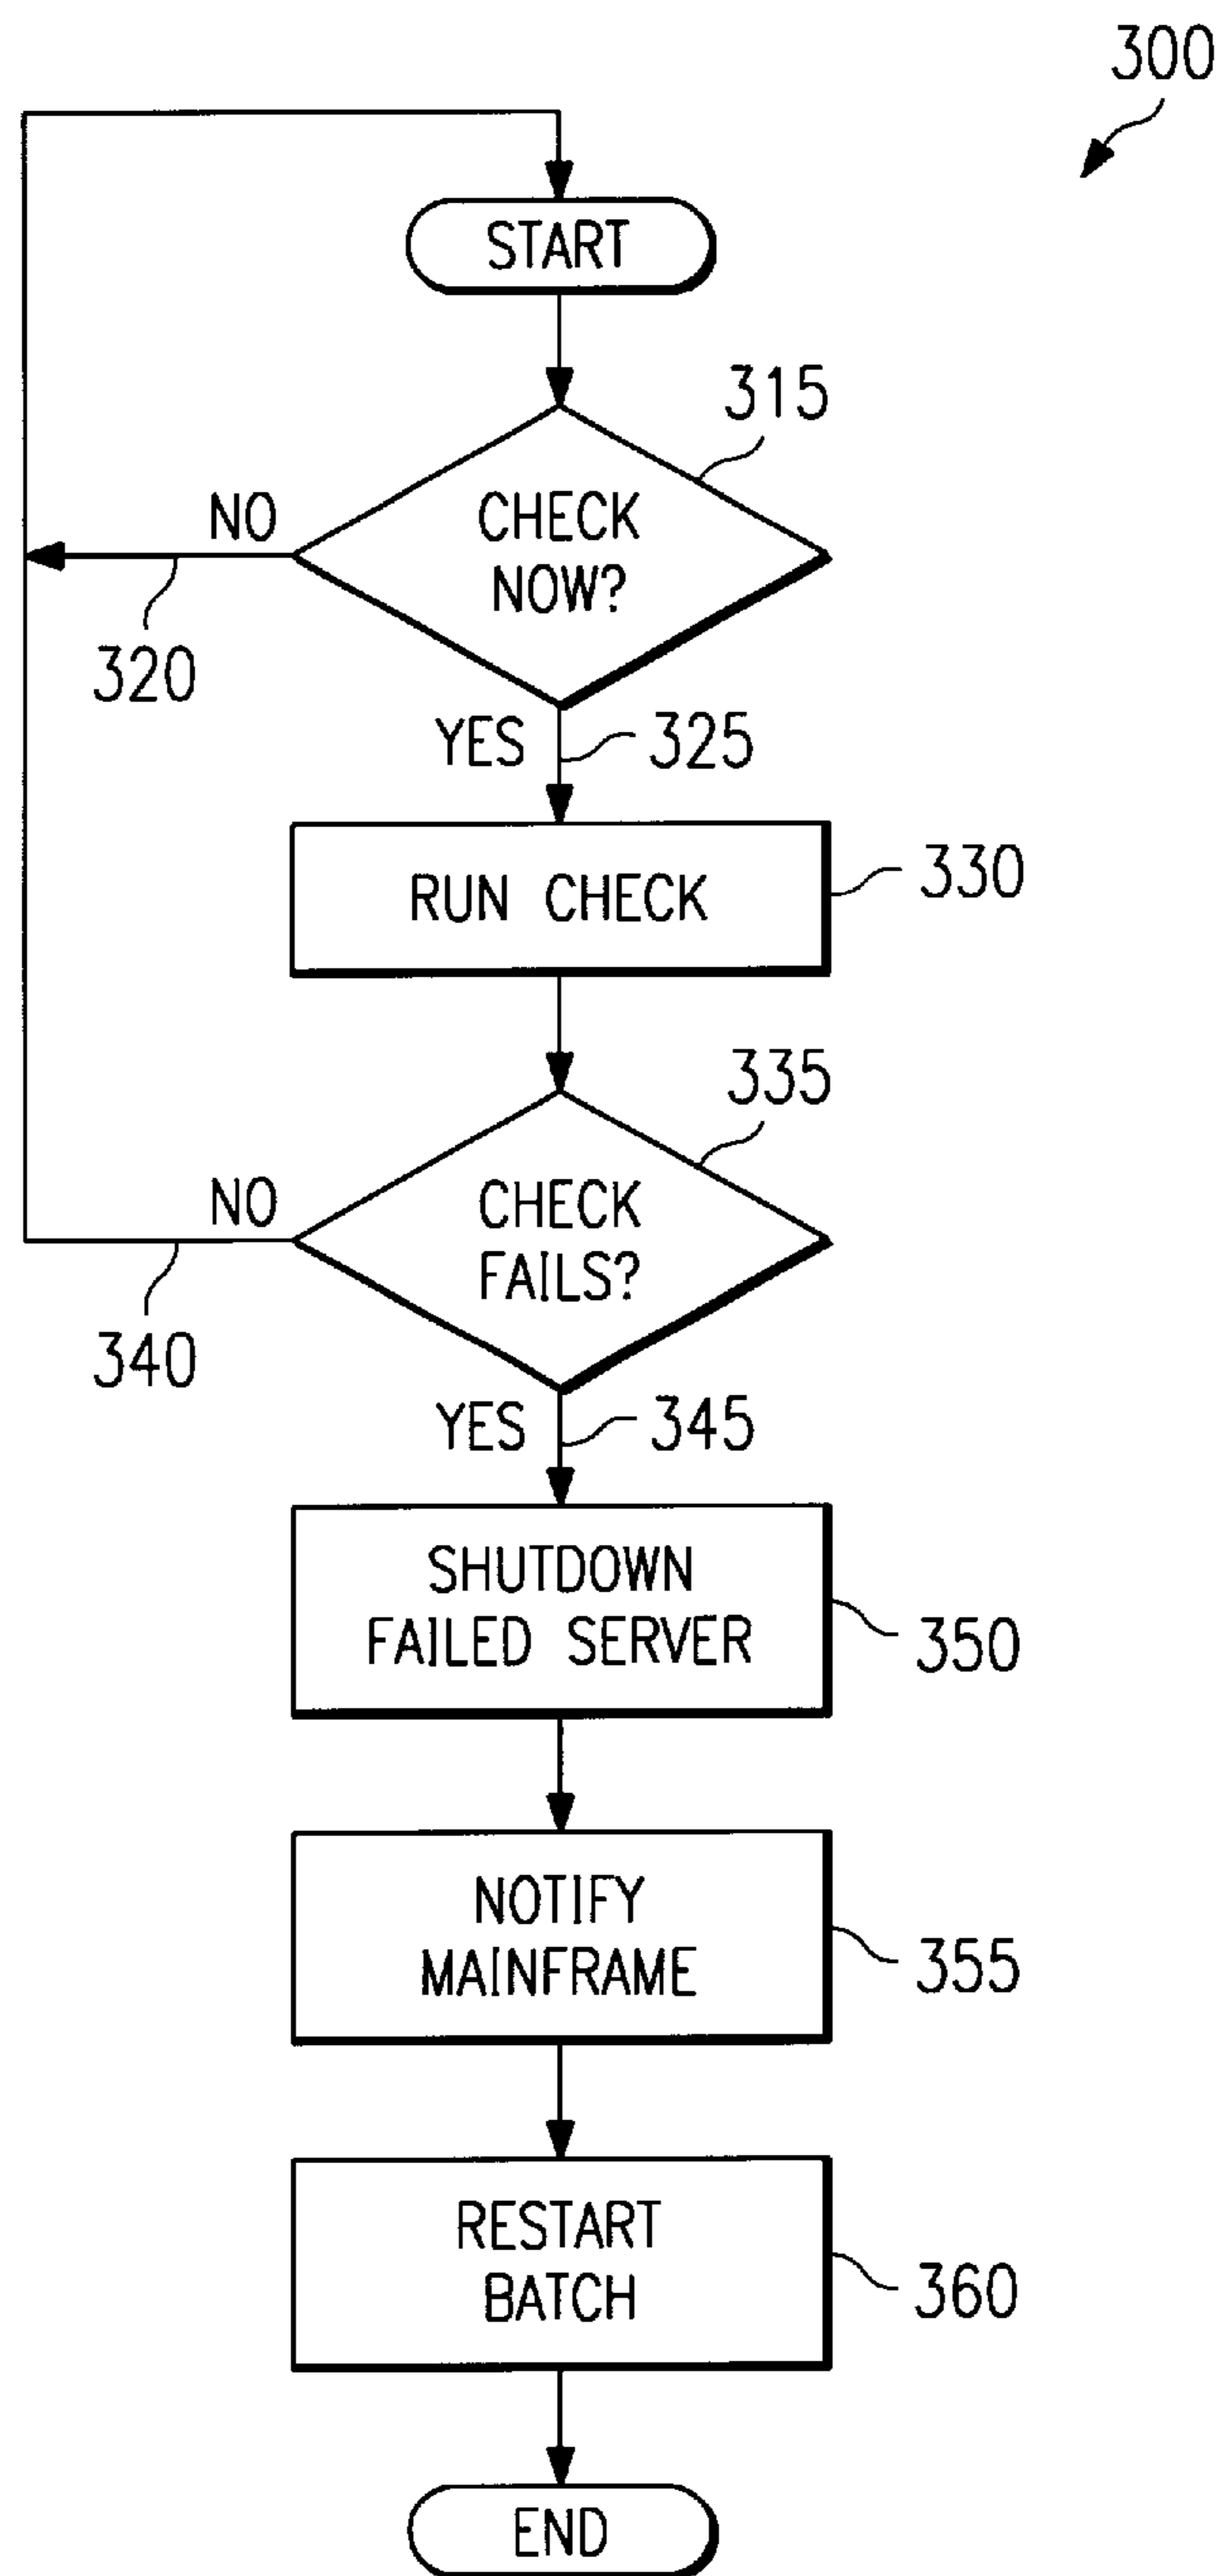 300
START
315
CHECK
NOW?
NO
320
YES
325
RUN CHECK
330
335
CHECK
FAILS?
NO
340
YES
345
SHUTDOWN
FAILED SERVER
350
NOTIFY
MAINFRAME
355
RESTART
BATCH
360
END